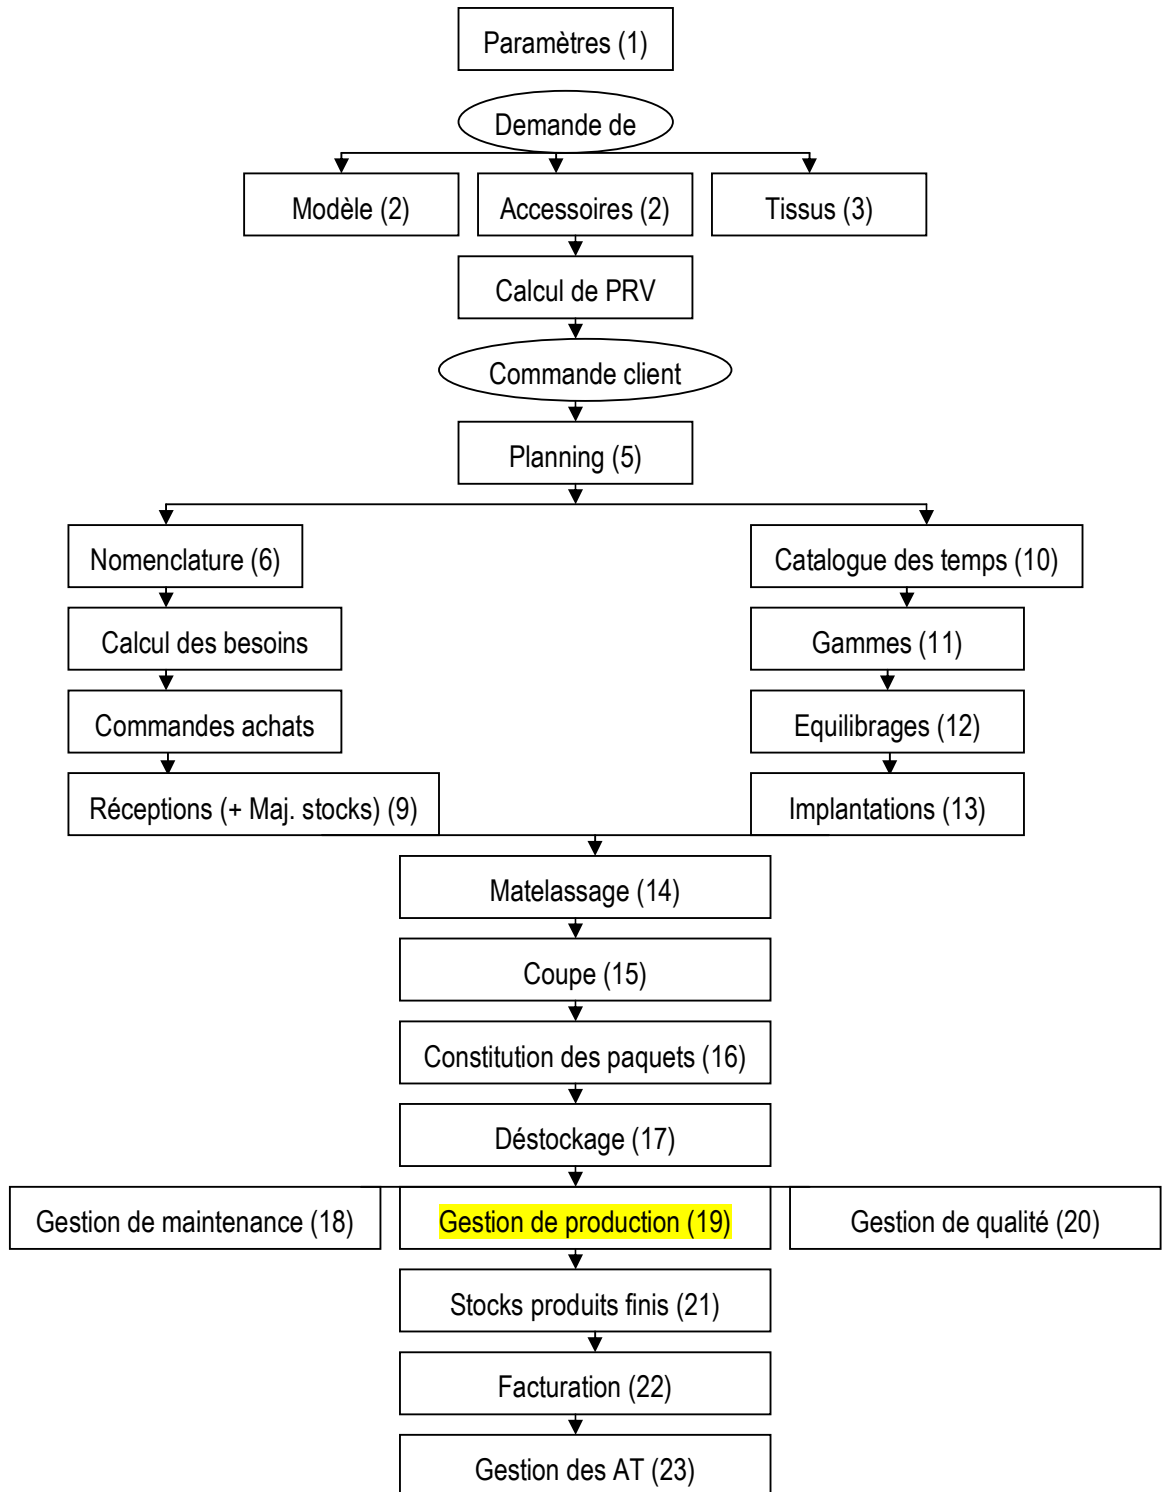 Paramètres (1)
Demande de
Modèle (2)
Accessoires (2)
Tissus (3)
Calcul de PRV
Commande client
Planning (5)
Nomenclature (6)
Catalogue des temps (10)
Calcul des besoins
Gammes (11)
Commandes achats
Equilibrages (12)
Réceptions (+ Maj. stocks) (9)
Implantations (13)
Matelassage (14)
Coupe (15)
Constitution des paquets (16)
Déstockage (17)
Gestion de maintenance (18)
Gestion de production (19)
Gestion de qualité (20)
Stocks produits finis (21)
Facturation (22)
Gestion des AT (23)